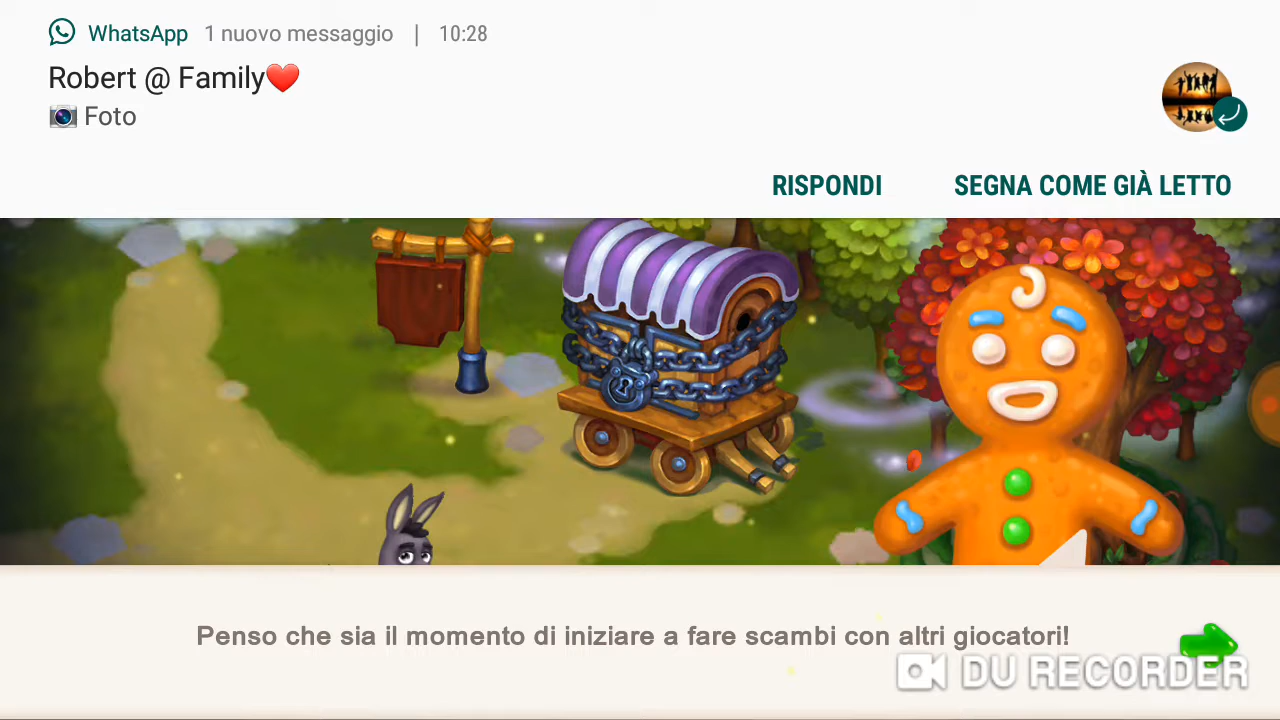 WhatsApp 1 nuovo messaggio | 10:28
Robert @ Family❤️
📷 Foto
RISPONDI SEGNA COME GIÀ LETTO
Penso che sia il momento di iniziare a fare scambi con altri giocatori!
DU RECORDER